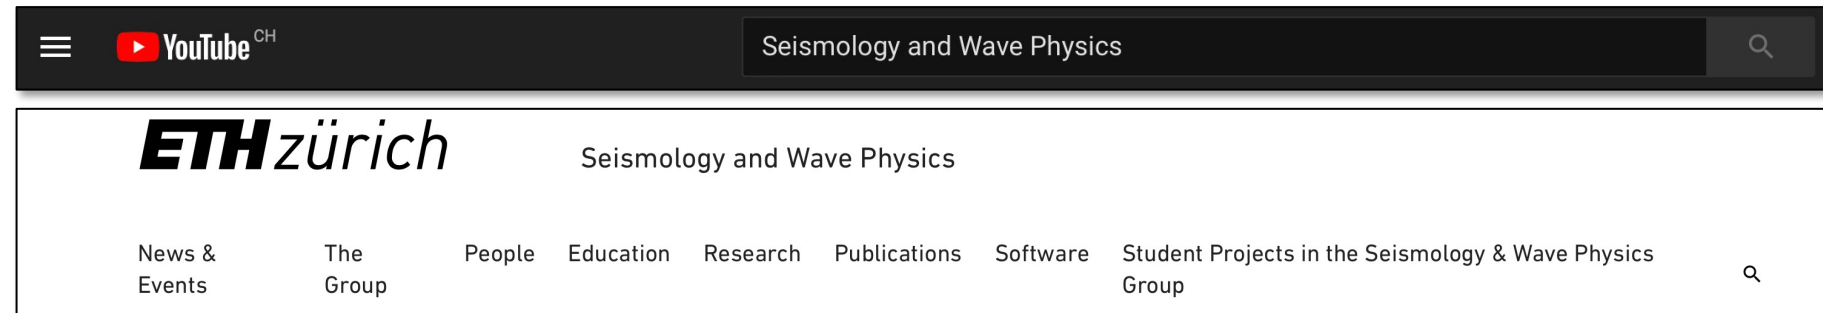 YouTube CH
Seismology and Wave Physics
ETH zürich
Seismology and Wave Physics
News & Events
The Group
People
Education
Research
Publications
Software
Student Projects in the Seismology & Wave Physics
Group